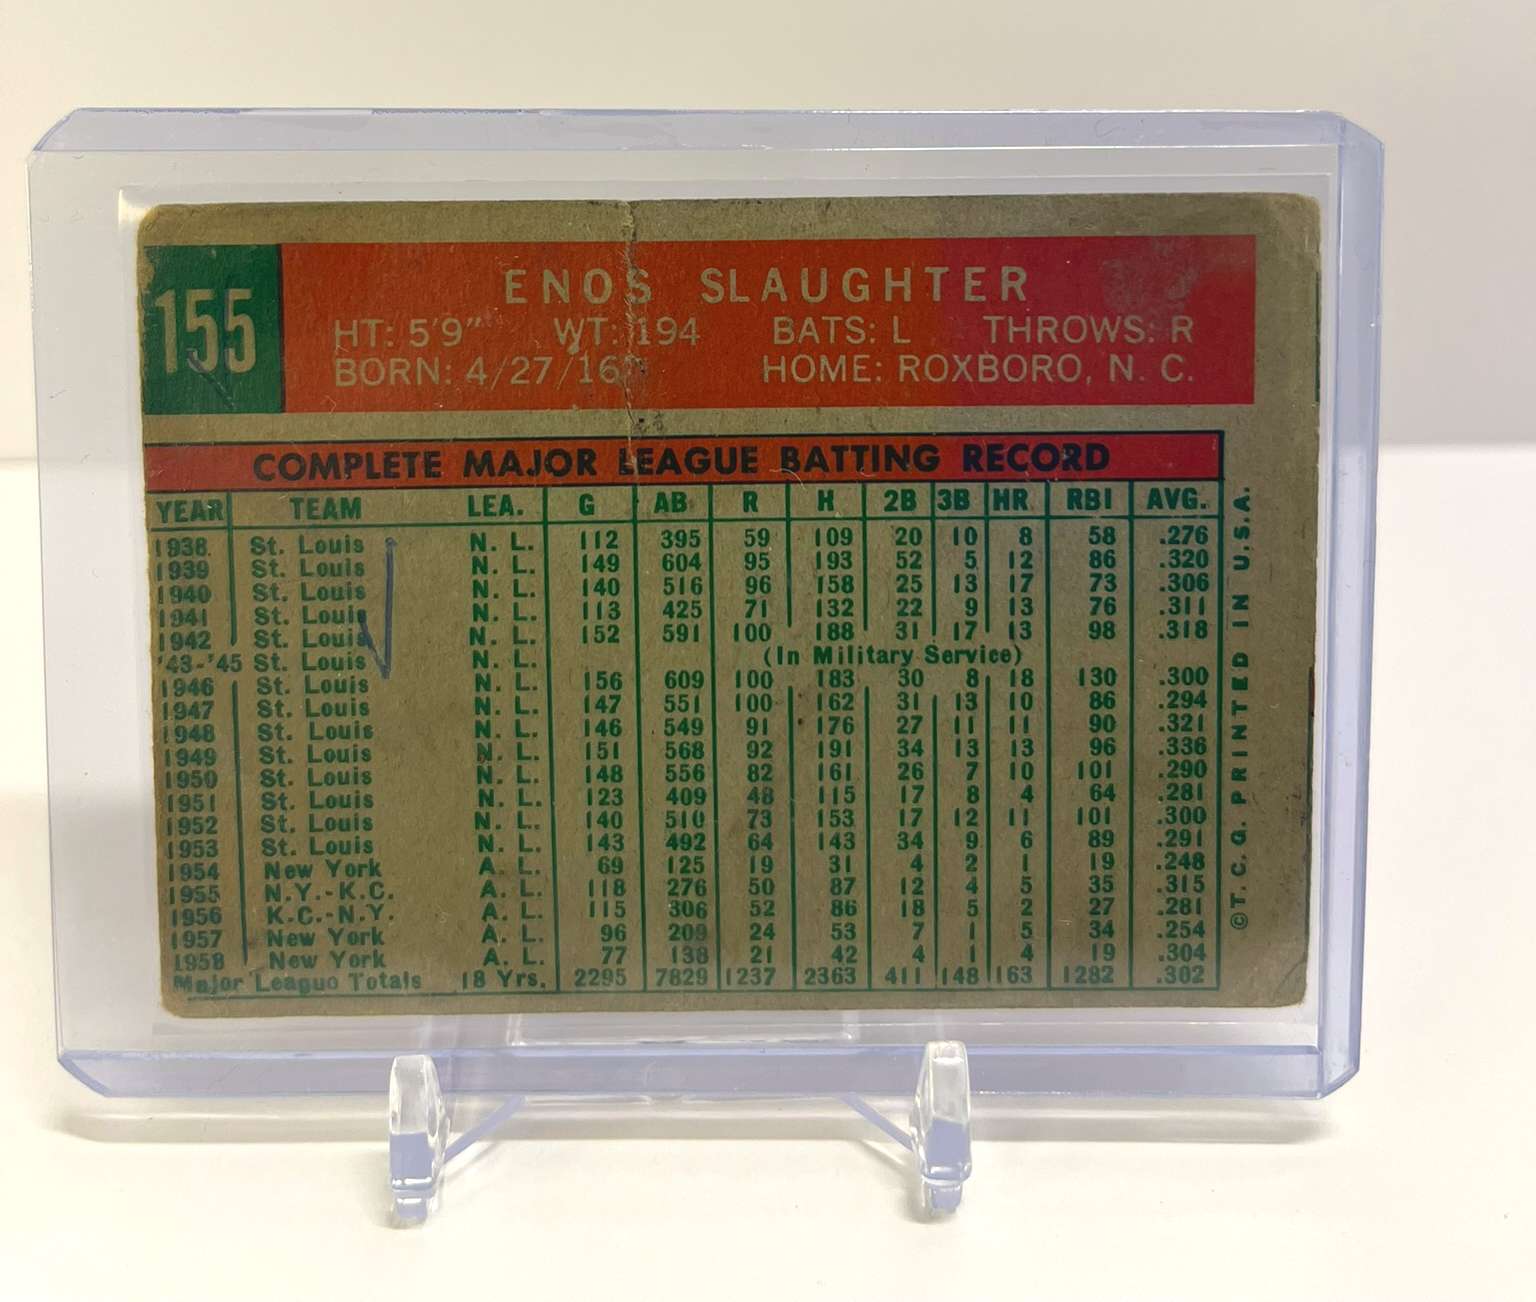 155
ENOS SLAUGHTER
HT: 5'9" WT: 194 BATS: L THROWS: R
BORN: 4/27/16 HOME: ROXBORO, N. C.
COMPLETE MAJOR LEAGUE BATTING RECORD
YEAR TEAM LEA. G AB R H 2B 3B HR RBI AVG.
1938 St. Louis N. L. 112 395 59 109 20 10 8 58 .276
1939 St. Louis N. L. 149 604 95 193 52 5 12 86 .320
1940 St. Louis N. L. 140 516 96 158 25 13 17 73 .306
1941 St. Louis N. L. 113 425 71 132 22 9 13 76 .311
1942 St. Louis N. L. 152 591 100 188 31 17 13 98 .318
'43-'45 St. Louis N. L. (In Military Service)
1946 St. Louis N. L. 156 609 100 183 30 8 18 130 .300
1947 St. Louis N. L. 147 551 100 162 31 13 10 86 .294
1948 St. Louis N. L. 146 549 91 176 27 11 11 90 .321
1949 St. Louis N. L. 151 568 92 191 34 13 13 96 .336
1950 St. Louis N. L. 148 556 82 161 26 7 10 101 .290
1951 St. Louis N. L. 123 409 48 115 17 8 4 64 .281
1952 St. Louis N. L. 140 510 73 153 17 12 11 101 .300
1953 St. Louis N. L. 143 492 64 143 34 9 6 89 .291
1954 New York A. L. 69 125 19 31 4 2 1 19 .248
1955 N.Y.-K.C. A. L. 118 276 50 87 12 4 5 35 .315
1956 K.C.-N.Y. A. L. 115 306 52 86 18 5 2 27 .281
1957 New York A. L. 96 209 24 53 7 1 5 34 .254
1958 New York A. L. 77 138 21 42 4 1 4 19 .304
Major League Totals 18 Yrs. 2295 7829 1237 2363 411 148 163 1282 .302
©T. C. G. PRINTED IN U.S.A.